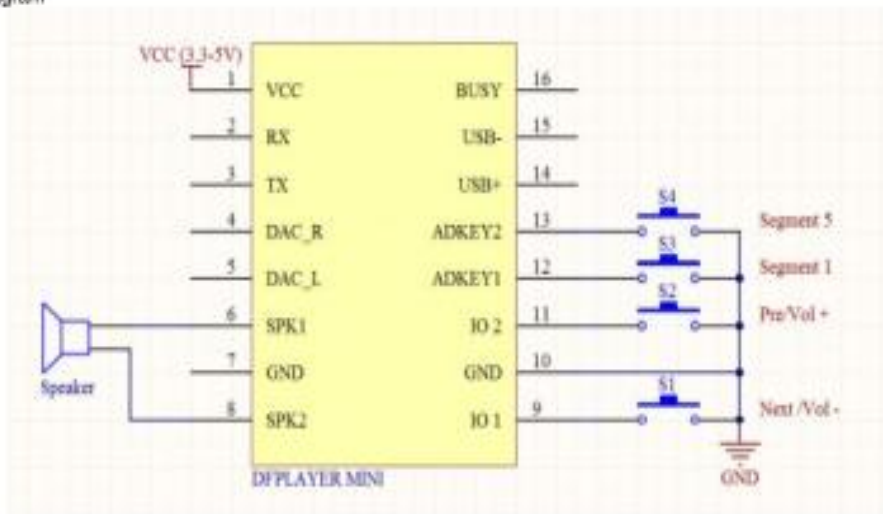 VCC (3.3-5V)
1 VCC BUSY 16
2 RX USB- 15
3 TX USB+ 14
4 DAC_R ADKEY2 13 S4 Segment 5
5 DAC_L ADKEY1 12 S3 Segment 1
6 SPK1 IO 2 11 S2 Pre/Vol +
Speaker
7 GND GND 10
8 SPK2 IO 1 9 S1 Next /Vol -
DFPLAYER MINI
GND